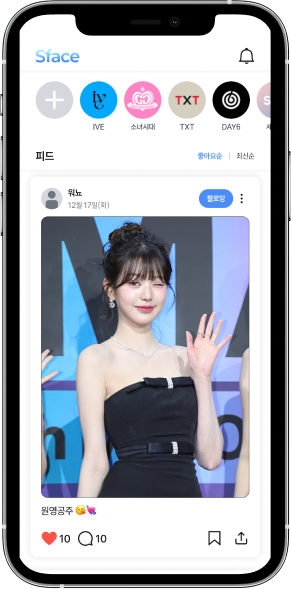 Sface
IVE
소녀시대
TXT
TXT
DAY6
피드
좋아요순 | 최신순
워뇨
12월 17일(화)
팔로잉
원영공주 😘💘
10
10